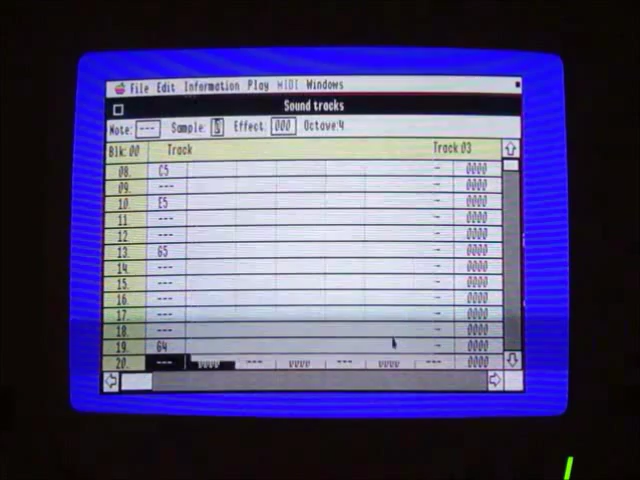 File Edit Information Play MIDI Windows
Sound tracks
Note: --- Sample: Effect: 000 Octave:4
Blk: 00 Track Track 03
08. C5 - 0000
09. --- - 0000
10. E5 - 0000
11 --- - 0000
12 --- - 0000
13. G5 - 0000
14. --- - 0000
15. --- - 0000
16. --- - 0000
17. --- - 0000
18. --- - 0000
19. G4 - 0000
20. --- 0000 --- 0000 --- 0000 --- 0000